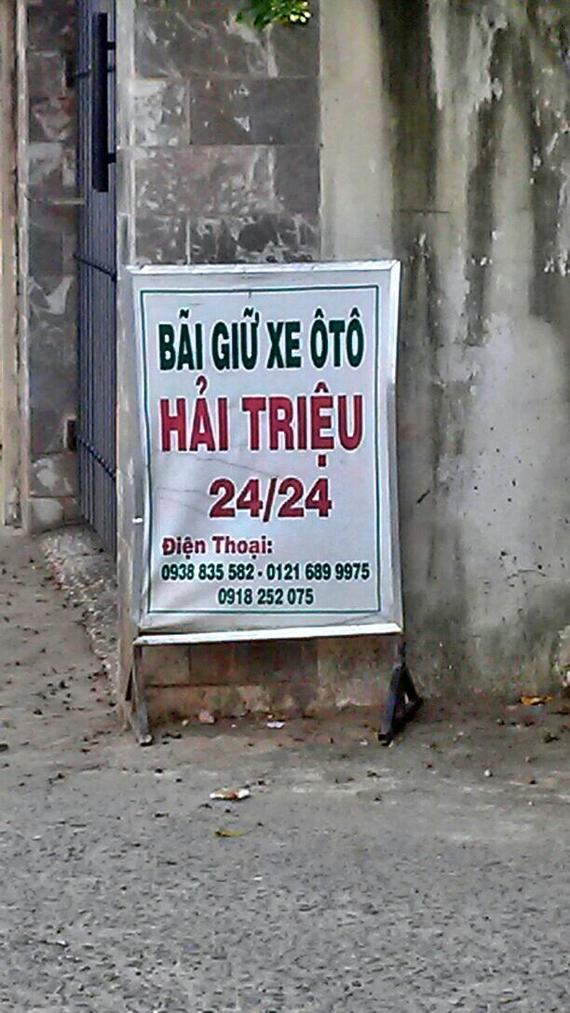 BÃI GIỮ XE ÔTÔ
HẢI TRIỆU
24/24
Điện Thoại:
0938 835 582 - 0121 689 9975
0918 252 075